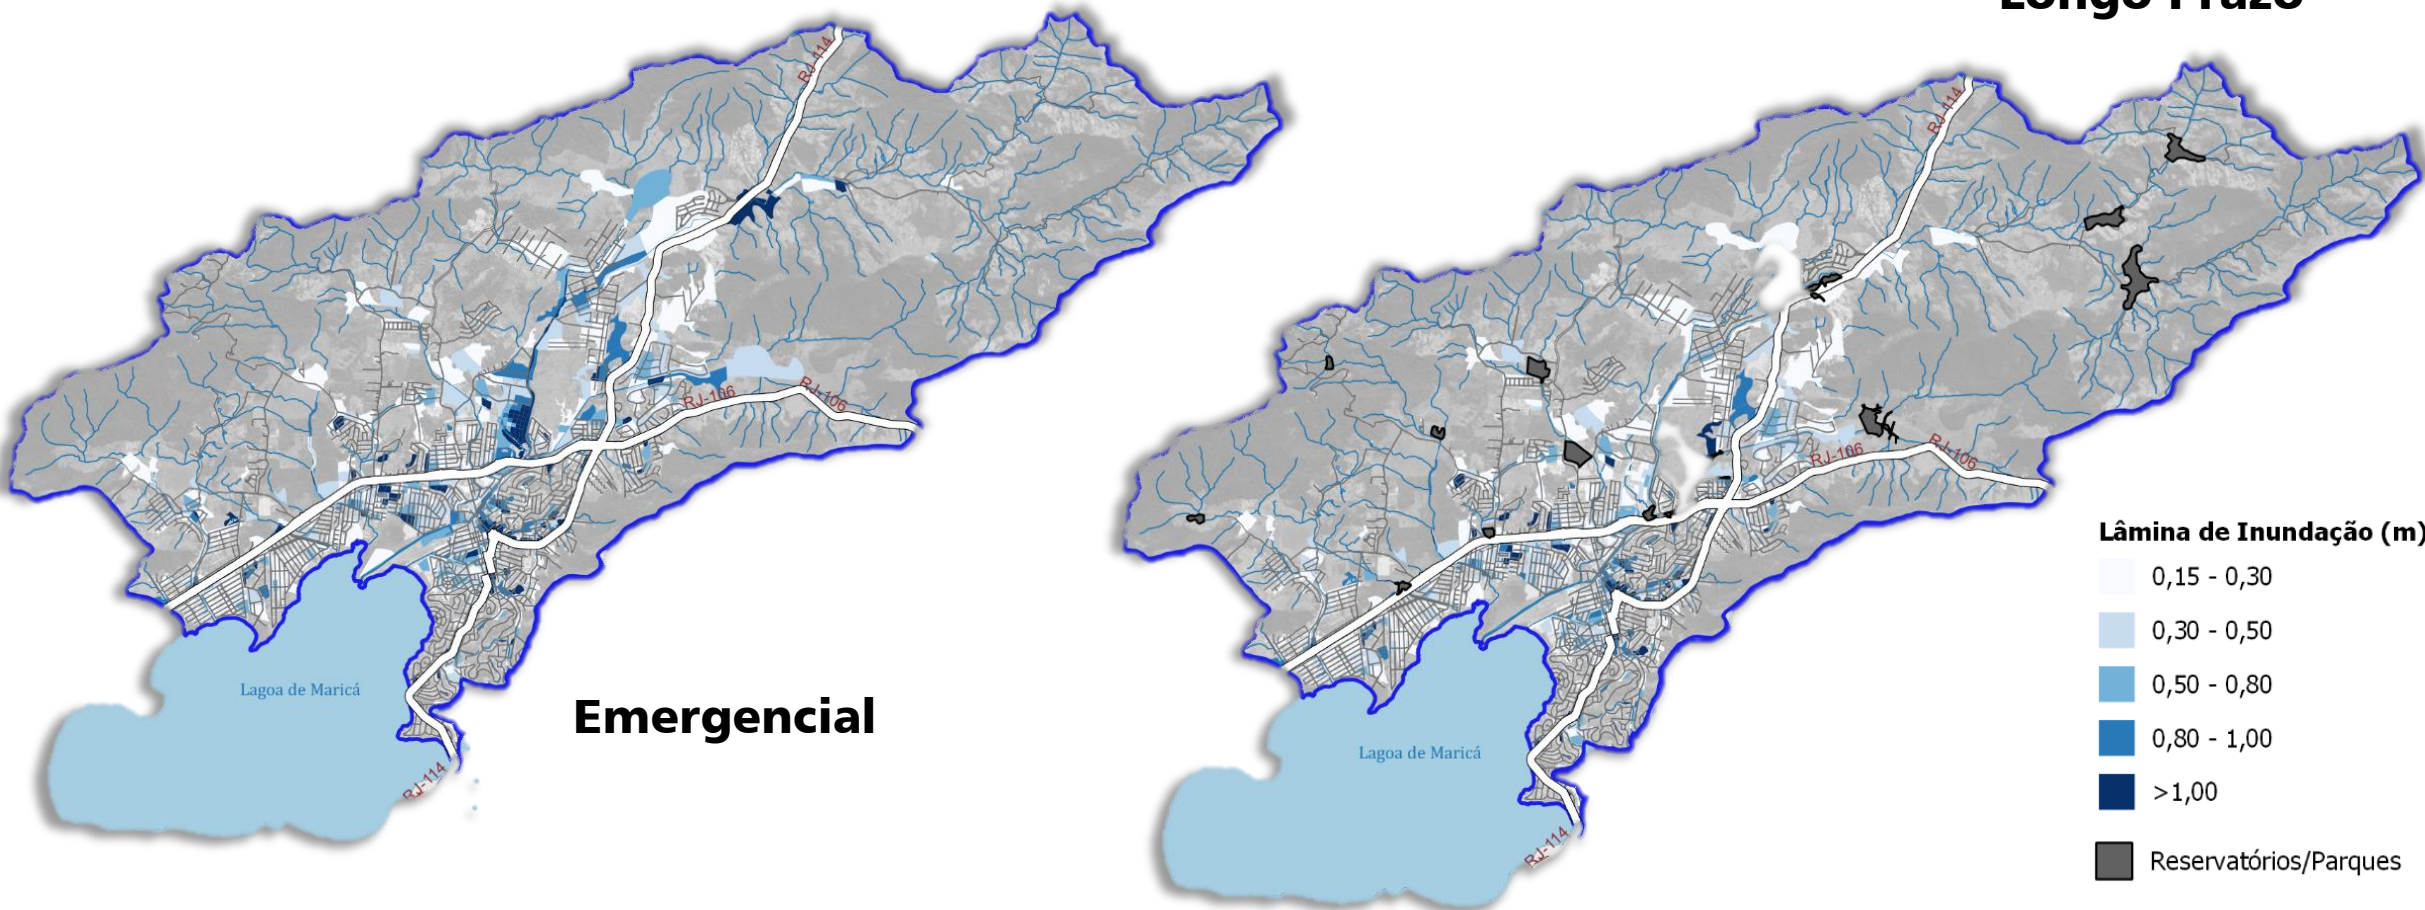 Longo Prazo
RJ-114
RJ-106
RJ-106
Lagoa de Maricá
RJ-114
Emergencial
RJ-114
RJ-106
RJ-106
Lagoa de Maricá
RJ-114
Lâmina de Inundação (m)
0,15 - 0,30
0,30 - 0,50
0,50 - 0,80
0,80 - 1,00
>1,00
Reservatórios/Parques